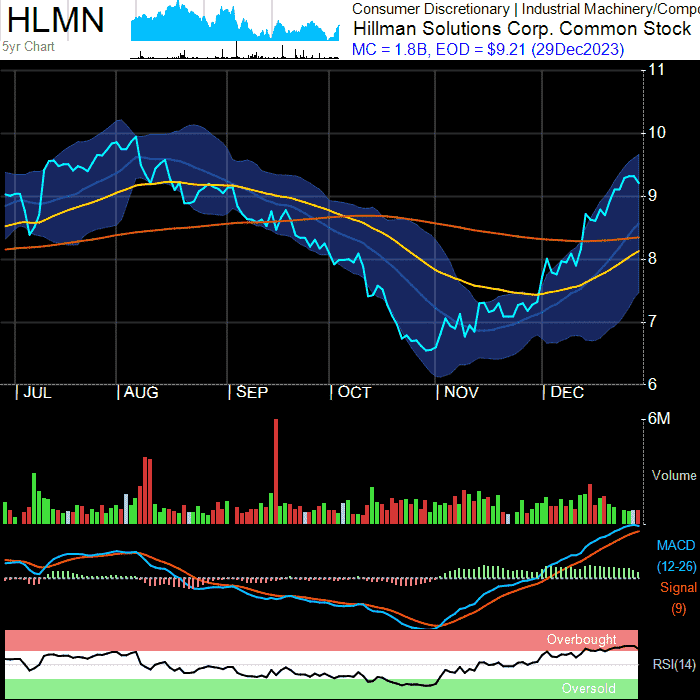 HLMN
5yr Chart
Consumer Discretionary | Industrial Machinery/Compo
Hillman Solutions Corp. Common Stock
MC = 1.8B, EOD = $9.21 (29Dec2023)
11
10
9
8
7
6
JUL AUG SEP OCT NOV DEC
6M
Volume
MACD
(12-26)
Signal
(9)
Overbought
RSI(14)
Oversold